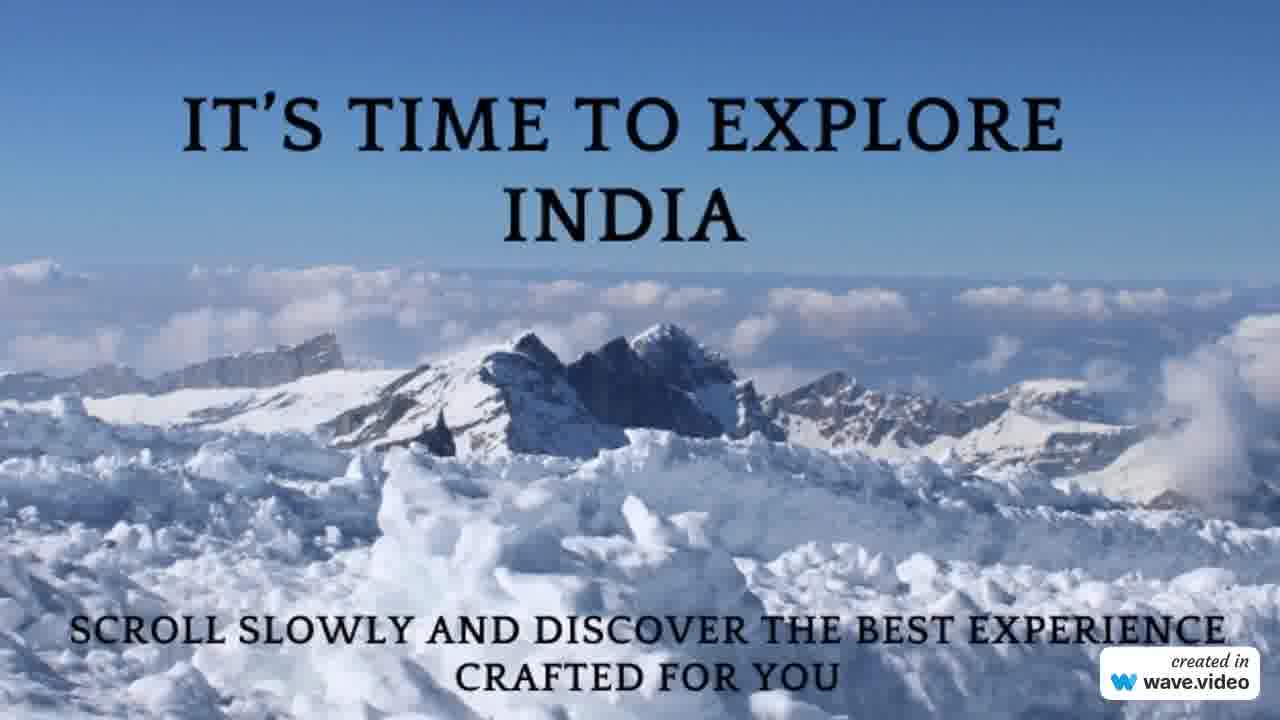 IT'S TIME TO EXPLORE
INDIA
SCROLL SLOWLY AND DISCOVER THE BEST EXPERIENCE
CRAFTED FOR YOU
created in
wave.video